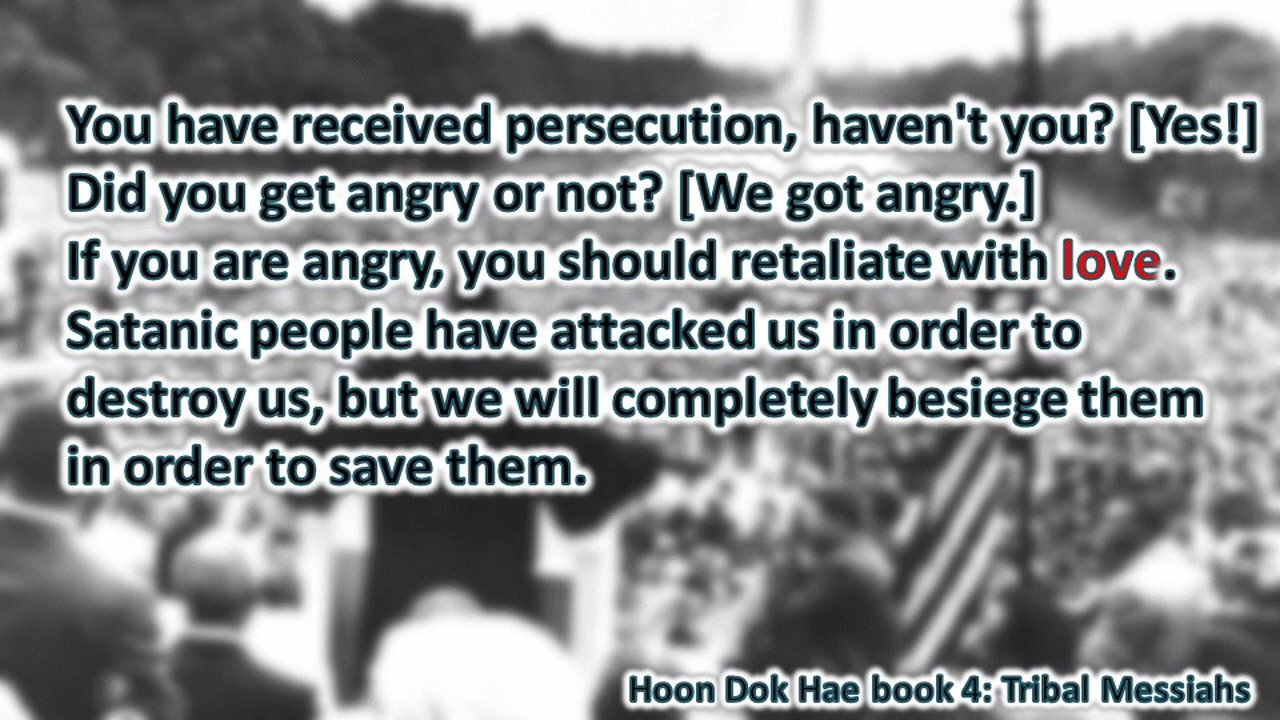 You have received persecution, haven't you? [Yes!]
Did you get angry or not? [We got angry.]
If you are angry, you should retaliate with love.
Satanic people have attacked us in order to
destroy us, but we will completely besiege them
in order to save them.
Hoon Dok Hae book 4: Tribal Messiahs